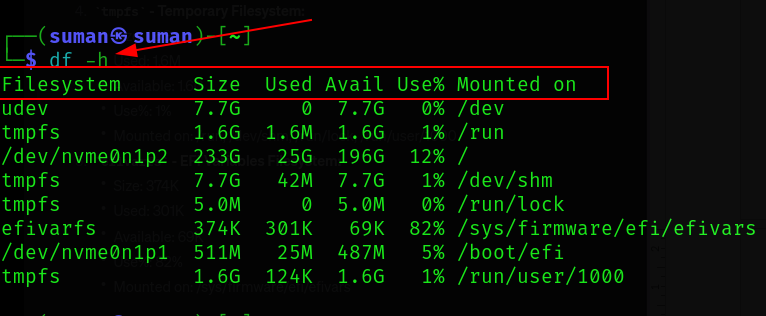 `tmpfs` - Temporary Filesystem:
┌──(suman㉿suman)-[~]
└─$ df -h
Filesystem      Size  Used Avail Use% Mounted on
udev            7.7G     0  7.7G   0% /dev
tmpfs           1.6G  1.6M  1.6G   1% /run
/dev/nvme0n1p2  233G   25G  196G  12% /
tmpfs           7.7G   42M  7.7G   1% /dev/shm
tmpfs           5.0M     0  5.0M   0% /run/lock
efivarfs        374K  301K   69K  82% /sys/firmware/efi/efivars
/dev/nvme0n1p1  511M   25M  487M   5% /boot/efi
tmpfs           1.6G  124K  1.6G   1% /run/user/1000